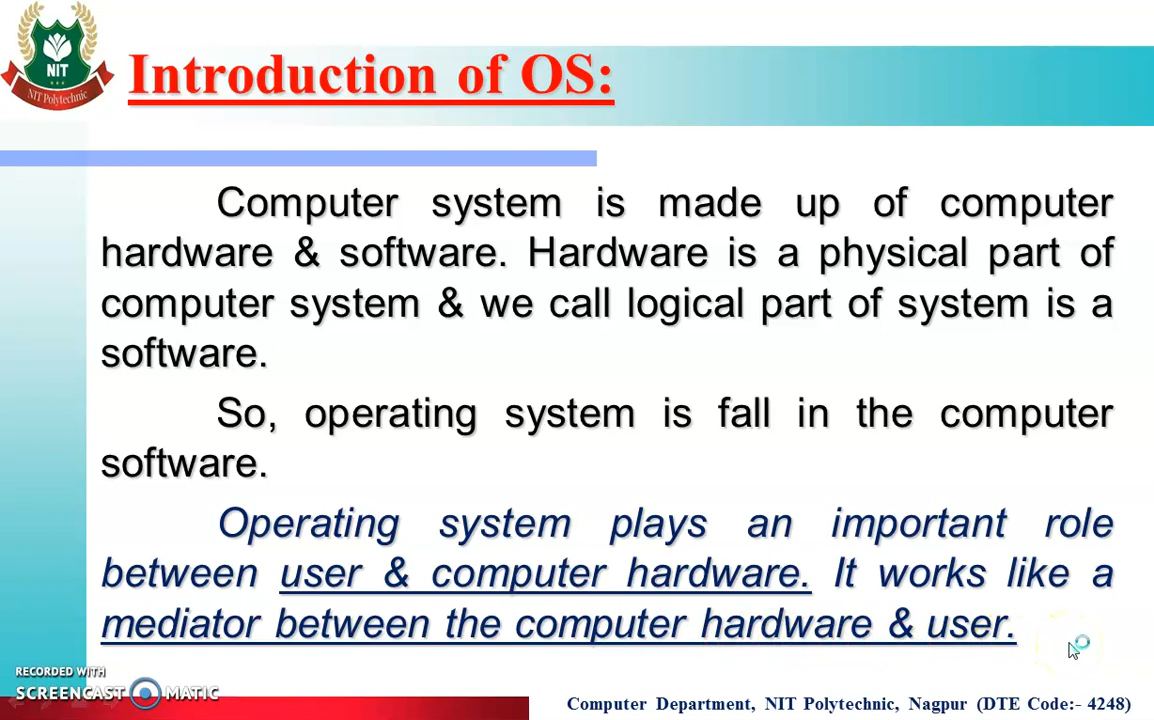 NIT
NIT Polytechnic
Introduction of OS:
Computer system is made up of computer
hardware & software. Hardware is a physical part of
computer system & we call logical part of system is a
software.
So, operating system is fall in the computer
software.
Operating system plays an important role
between user & computer hardware. It works like a
mediator between the computer hardware & user.
RECORDED WITH
SCREENCAST MATIC
Computer Department, NIT Polytechnic, Nagpur (DTE Code:- 4248)